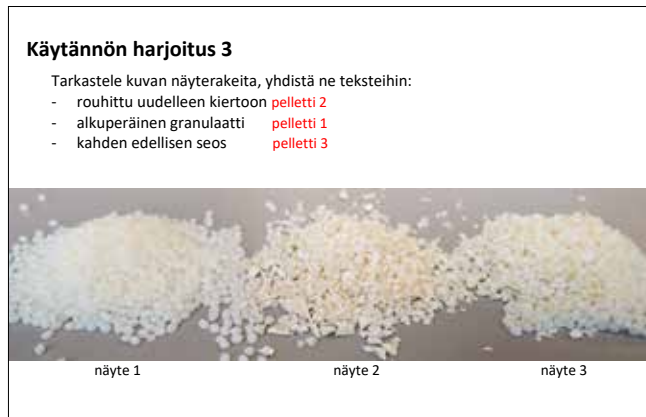 Käytännön harjoitus 3
Tarkastele kuvan näyterakeita, yhdistä ne teksteihin:
- rouhittu uudelleen kiertoon pelletti 2
- alkuperäinen granulaatti pelletti 1
- kahden edellisen seos pelletti 3
näyte 1 näyte 2 näyte 3